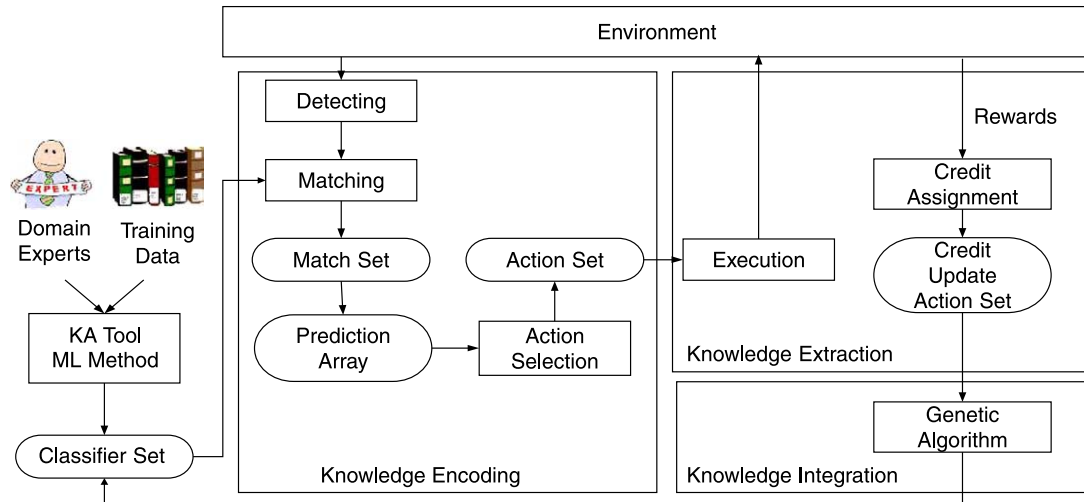 Environment
Detecting
Rewards
EXPERT
Matching
Credit
Assignment
Domain
Experts
Training
Data
Match Set
Action Set
Execution
Credit
Update
Action Set
KA Tool
ML Method
Prediction
Array
Action
Selection
Knowledge Extraction
Classifier Set
Knowledge Encoding
Genetic
Algorithm
Knowledge Integration